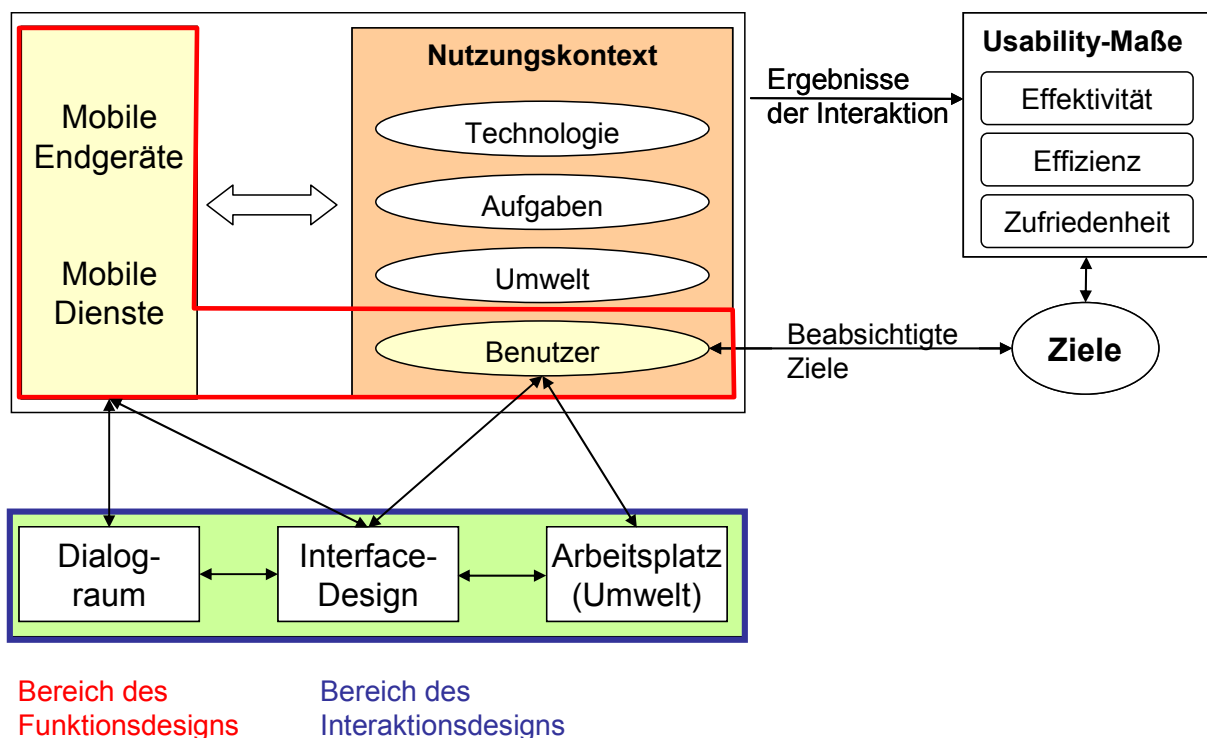 Mobile
Endgeräte
Mobile
Dienste
Nutzungskontext
Technologie
Aufgaben
Umwelt
Benutzer
Ergebnisse
der Interaktion
Usability-Maße
Effektivität
Effizienz
Zufriedenheit
Beabsichtigte
Ziele
Ziele
Dialog-
raum
Interface-
Design
Arbeitsplatz
(Umwelt)
Bereich des
Funktionsdesigns
Bereich des
Interaktionsdesigns